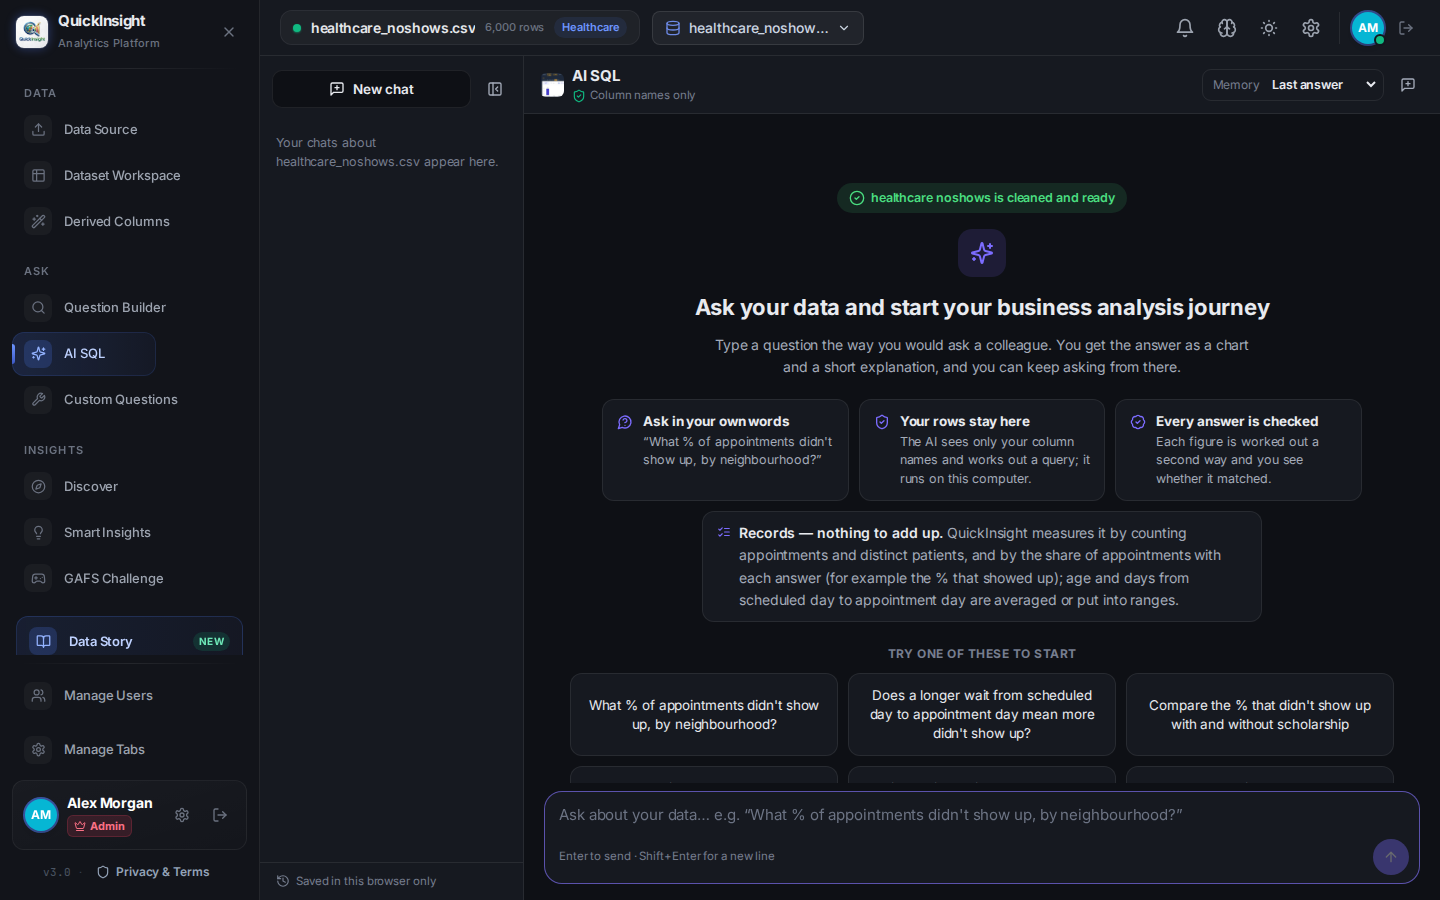 QuickInsight
Analytics Platform
DATA
Data Source
Dataset Workspace
Derived Columns
ASK
Question Builder
AI SQL
Custom Questions
INSIGHTS
Discover
Smart Insights
GAFS Challenge
Data Story
NEW
Manage Users
Manage Tabs
AM
Alex Morgan
Admin
v3.0 · Privacy & Terms
healthcare_noshows.csv 6,000 rows Healthcare
healthcare_noshow...
AM
New chat
Your chats about
healthcare_noshows.csv appear here.
Saved in this browser only
AI SQL
Column names only
Memory Last answer
healthcare noshows is cleaned and ready
Ask your data and start your business analysis journey
Type a question the way you would ask a colleague. You get the answer as a chart
and a short explanation, and you can keep asking from there.
Ask in your own words
“What % of appointments didn't
show up, by neighbourhood?”
Your rows stay here
The AI sees only your column
names and works out a query; it
runs on this computer.
Every answer is checked
Each figure is worked out a
second way and you see
whether it matched.
Records — nothing to add up. QuickInsight measures it by counting
appointments and distinct patients, and by the share of appointments with
each answer (for example the % that showed up); age and days from
scheduled day to appointment day are averaged or put into ranges.
TRY ONE OF THESE TO START
What % of appointments didn't show
up, by neighbourhood?
Does a longer wait from scheduled
day to appointment day mean more
didn't show up?
Compare the % that didn't show up
with and without scholarship
Ask about your data... e.g. “What % of appointments didn't show up, by neighbourhood?”
Enter to send · Shift+Enter for a new line